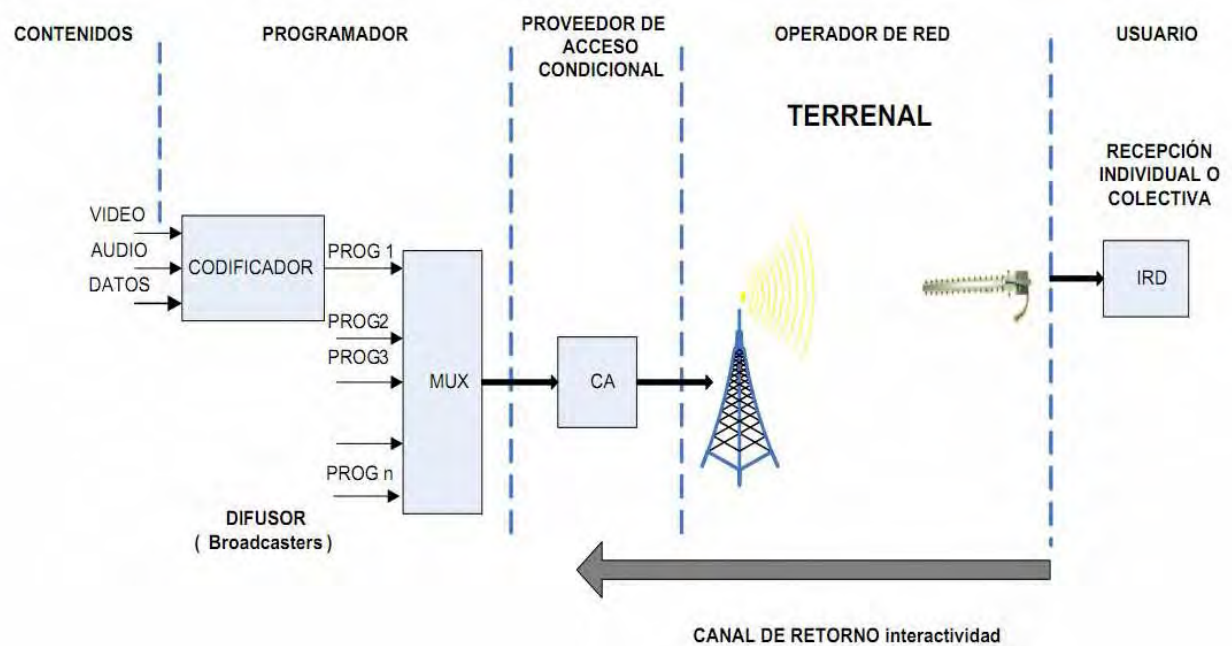 CONTENIDOS
PROGRAMADOR
PROVEEDOR DE
ACCESO
CONDICIONAL
OPERADOR DE RED
USUARIO
TERRENAL
RECEPCIÓN
INDIVIDUAL O
COLECTIVA
VIDEO
AUDIO
DATOS
CODIFICADOR
PROG 1
PROG2
PROG3
PROG n
MUX
CA
IRD
DIFUSOR
( Broadcasters )
CANAL DE RETORNO interactividad